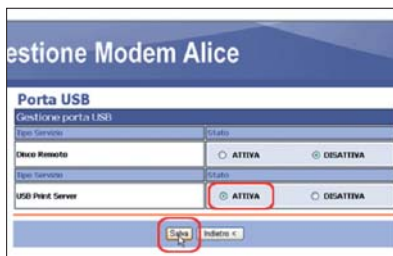 estione Modem Alice
Porta USB
Gestione porta USB
Tipo Servizio Stato
Disco Remoto ATTIVA DISATTIVA
Tipo Servizio Stato
USB Print Server ATTIVA DISATTIVA
Salva Indietro <